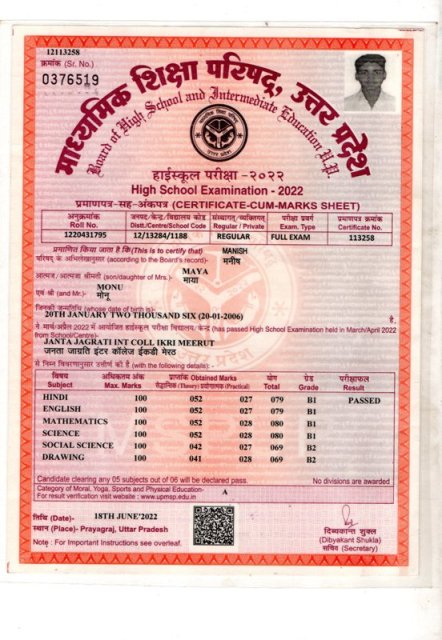 12113258
क्रमांक (Sr. No.)
0376519
माध्यमिक शिक्षा परिषद्, उत्तर प्रदेश
Board of High School and Intermediate Education U.P.
हाईस्कूल परीक्षा -२०२२
High School Examination - 2022
प्रमाणपत्र-सह-अंकपत्र (CERTIFICATE-CUM-MARKS SHEET)
अनुक्रमांक जनपद/केन्द्र/विद्यालय कोड संस्थागत/व्यक्तिगत परीक्षा प्रवर्ग प्रमाणपत्र क्रमांक
Roll No. Distt./Centre/School Code Regular / Private Exam. Type Certificate No.
1220431795 12/13284/1188 REGULAR FULL EXAM 113258
प्रमाणित किया जाता है कि(This is to certify that) MANISH
परिषद् के अभिलेखानुसार (according to the Board's record)- मनीष
MAYA
आत्मज/आत्मजा श्रीमती (son/daughter of Mrs.)- माया
MONU
एवं श्री (and Mr.)- मोनू
जिनकी जन्मतिथि (whose date of birth is)-
20TH JANUARY TWO THOUSAND SIX (20-01-2006) है,
ने मार्च/अप्रैल 2022 में आयोजित हाईस्कूल परीक्षा विद्यालय/केन्द्र (has passed High School Examination held in March/April 2022
from School/Centre)-
JANTA JAGRATI INT COLL IKRI MEERUT
जनता जाग्रति इंटर कॉलेज ईकडी मेरठ
से निम्न विवरणानुसार उत्तीर्ण की है (with the following details)-
विषय अधिकतम अंक प्राप्तांक Obtained Marks योग ग्रेड परीक्षाफल
Subject Max. Marks सैद्धान्तिक (Theory) प्रयोगात्मक (Practical) Total Grade Result
HINDI 100 052 027 079 B1 PASSED
ENGLISH 100 052 027 079 B1
MATHEMATICS 100 052 028 080 B1
SCIENCE 100 052 028 080 B1
SOCIAL SCIENCE 100 042 027 069 B2
DRAWING 100 041 028 069 B2
Candidate clearing any 05 subjects out of 06 will be declared pass. No divisions are awarded
Category of Moral, Yoga, Sports and Physical Education- A
For result verification visit website : www.upmsp.edu.in
तिथि (Date)- 18TH JUNE'2022
स्थान (Place)- Prayagraj, Uttar Pradesh
दिव्यकान्त शुक्ल
(Dibyakant Shukla)
सचिव (Secretary)
Note : For Important Instructions see overleaf.